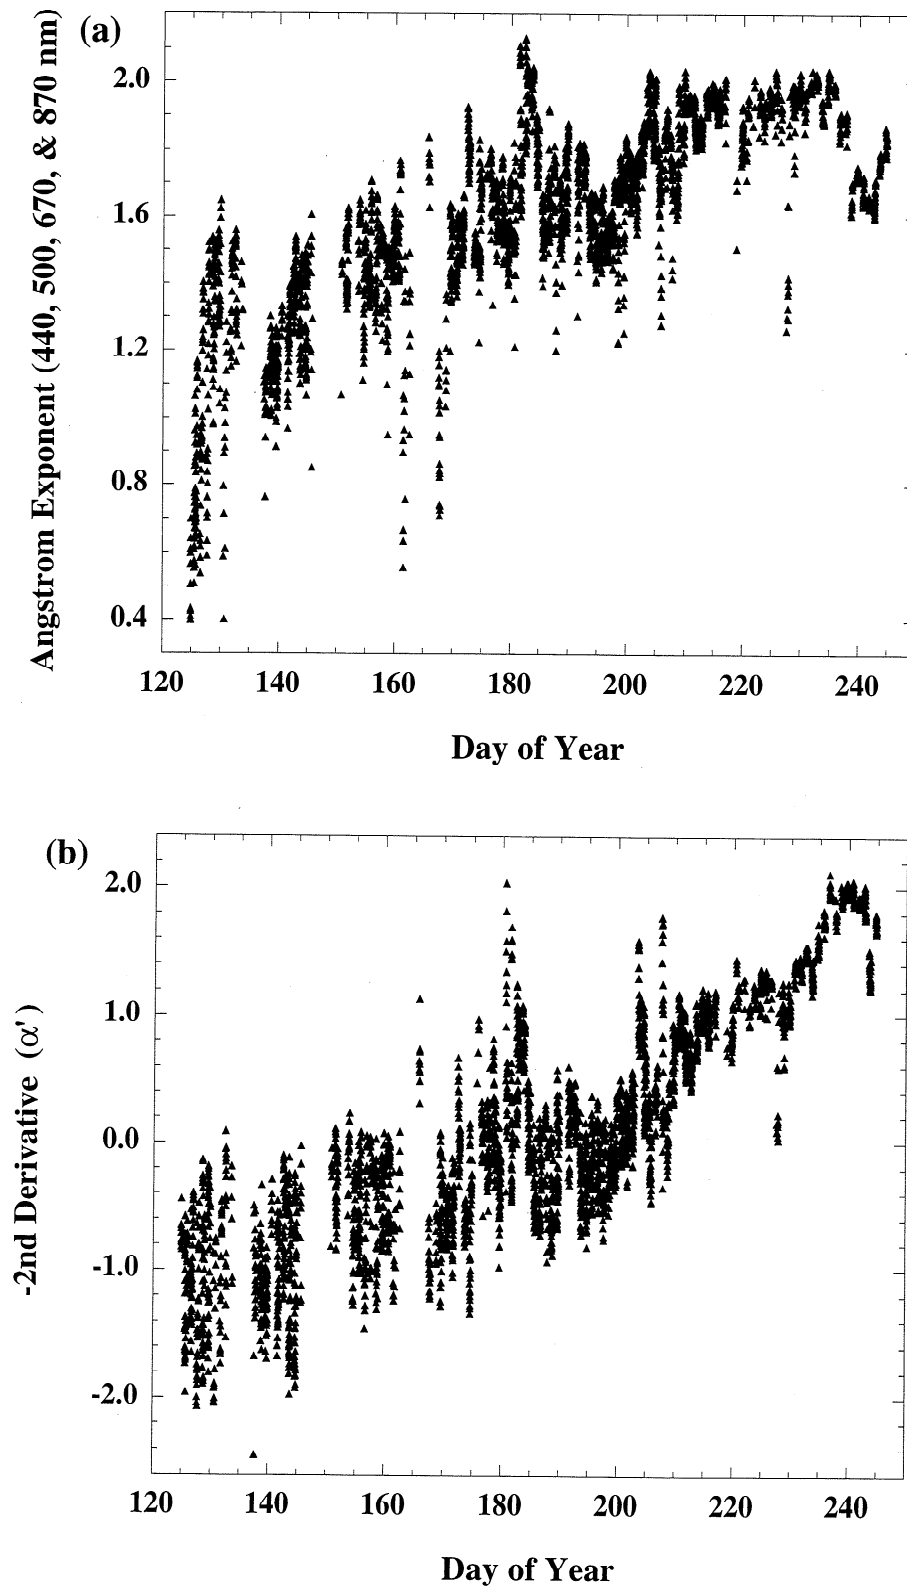 (a)
Angstrom Exponent (440, 500, 670, & 870 nm)
2.0
1.6
1.2
0.8
0.4
120 140 160 180 200 220 240
Day of Year
(b)
-2nd Derivative (α')
2.0
1.0
0.0
-1.0
-2.0
120 140 160 180 200 220 240
Day of Year